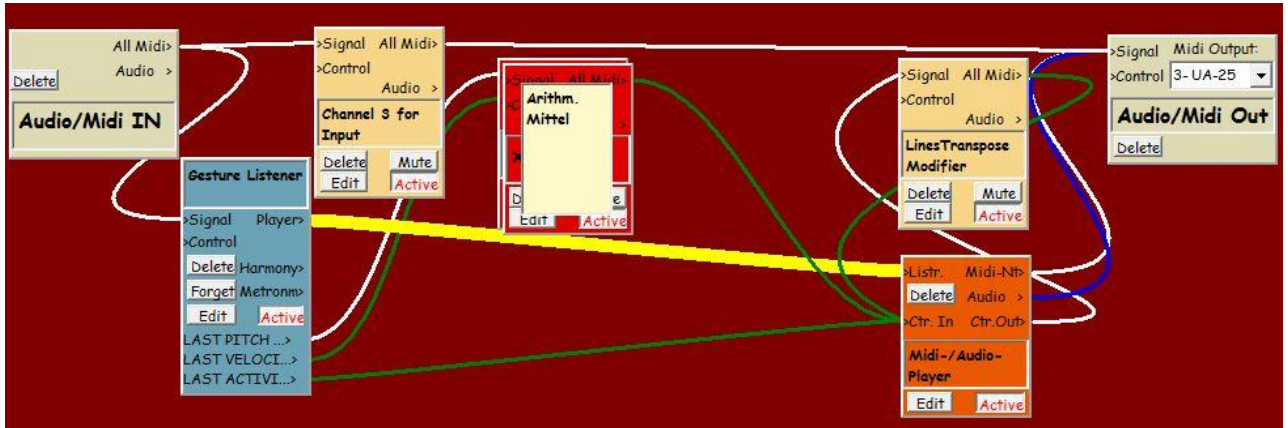 All Midi>
Audio >
Delete
Audio/Midi IN
>Signal All Midi>
>Control
Audio >
Channel 3 for
Input
Delete Mute
Edit Active
Gesture Listener
>Signal Player>
>Control
Delete Harmony>
Forget Metronm>
Edit Active
LAST PITCH ...>
LAST VELOCI...>
LAST ACTIVI...>
>Signal All Midi>
Arithm.
Mittel
Edit Active
>Signal All Midi>
>Control
Audio >
LinesTranspose
Modifier
Delete Mute
Edit Active
>Listr. Midi-Nt>
Delete Audio >
>Ctr. In Ctr.Out>
Midi-/Audio-
Player
Edit Active
>Signal Midi Output:
>Control 3- UA-25
Audio/Midi Out
Delete